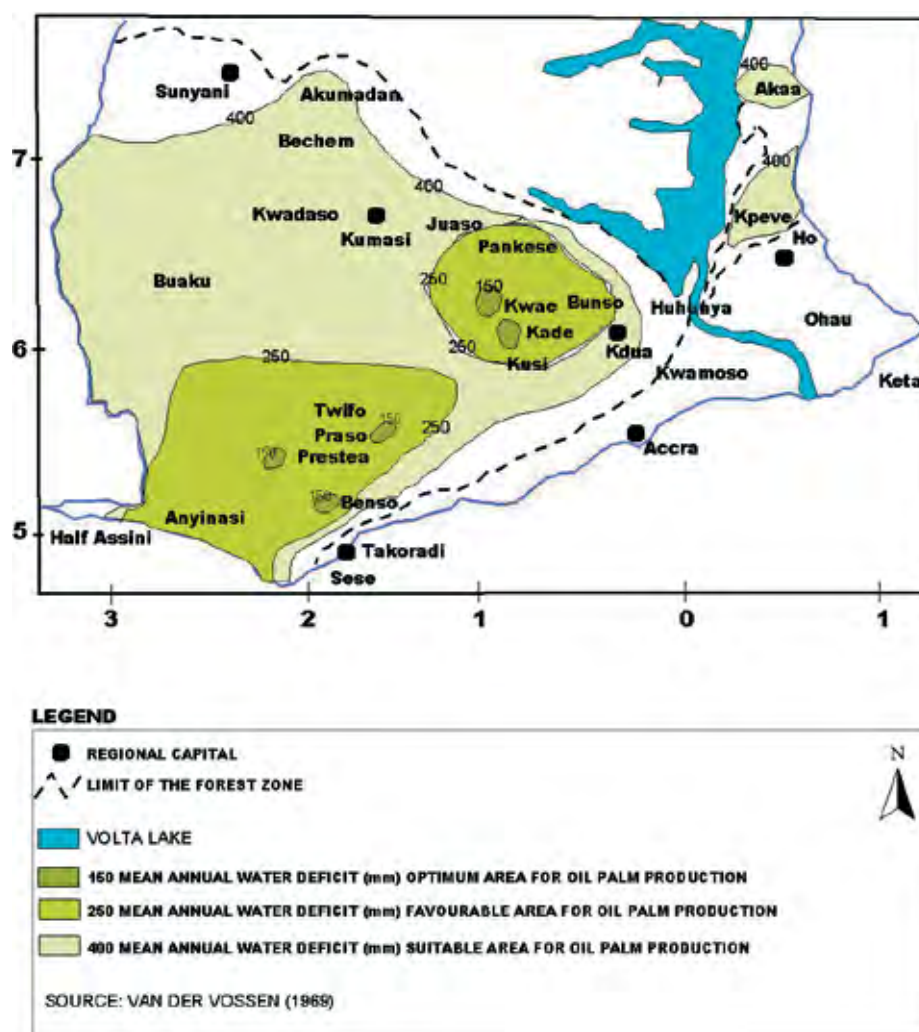 400
Akaa
Sunyani
Akumadan
400
Bechem
7
400
400
Kpeve
Kwadaso
Kumasi
Juaso
Ho
Pankese
Buaku
250
150
Kwae
Bunso
Huhunya
Ohau
Kade
6
250
250
Kusi
Kdua
Kwamoso
Keta
Twifo
150
250
Praso
Accra
150
Prestea
150
Benso
Anyinasi
5
Half Assini
Takoradi
Sese
3
2
1
0
1
LEGEND
REGIONAL CAPITAL
N
LIMIT OF THE FOREST ZONE
VOLTA LAKE
150 MEAN ANNUAL WATER DEFICIT (mm) OPTIMUM AREA FOR OIL PALM PRODUCTION
250 MEAN ANNUAL WATER DEFICIT (mm) FAVOURABLE AREA FOR OIL PALM PRODUCTION
400 MEAN ANNUAL WATER DEFICIT (mm) SUITABLE AREA FOR OIL PALM PRODUCTION
SOURCE: VAN DER VOSSEN (1969)